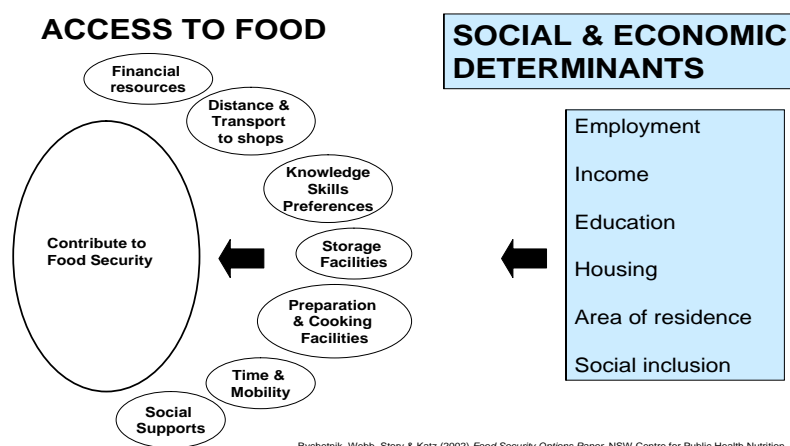 ACCESS TO FOOD
Financial
resources
Distance &
Transport
to shops
Knowledge
Skills
Preferences
Contribute to
Food Security
Storage
Facilities
Preparation
& Cooking
Facilities
Time &
Mobility
Social
Supports
SOCIAL & ECONOMIC
DETERMINANTS
Employment
Income
Education
Housing
Area of residence
Social inclusion
Rychetnik, Webb, Story & Katz (2002) Food Security Options Paper, NSW Centre for Public Health Nutrition